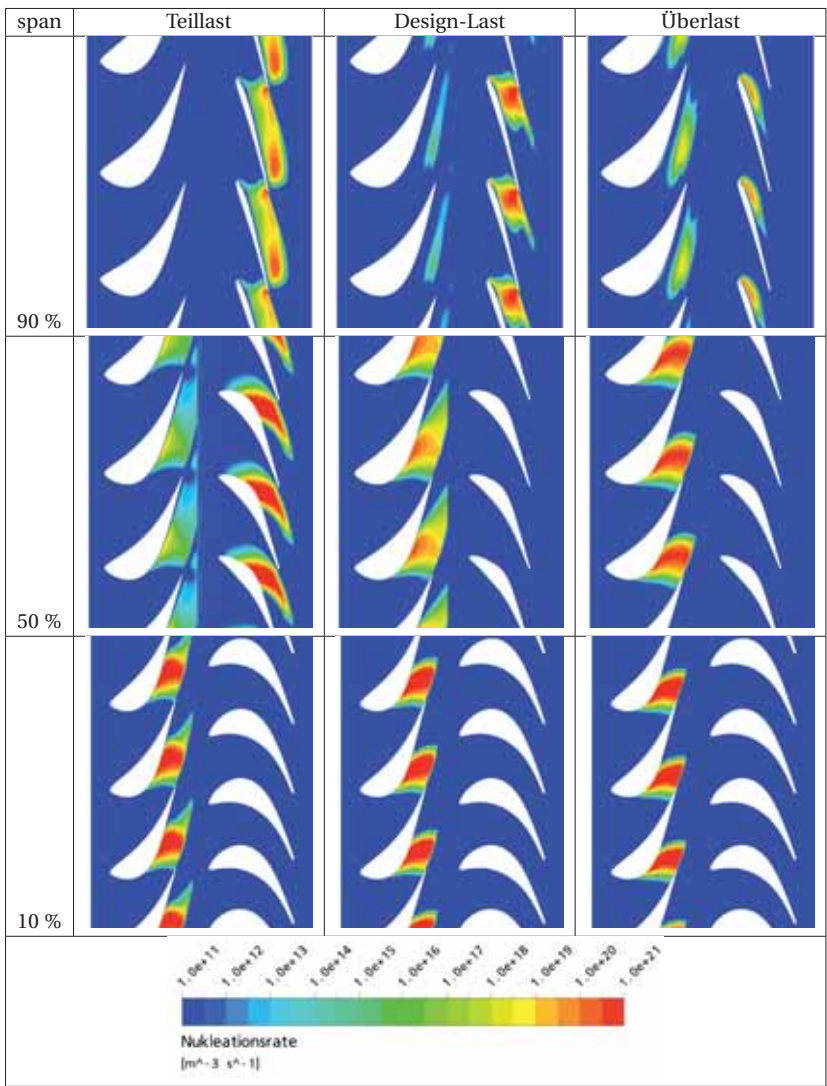 span Teillast Design-Last Überlast
90 %
50 %
10 %
1.0e+11 1.0e+12 1.0e+13 1.0e+14 1.0e+15 1.0e+16 1.0e+17 1.0e+18 1.0e+19 1.0e+20 1.0e+21
Nukleationsrate
[m^-3 s^-1]